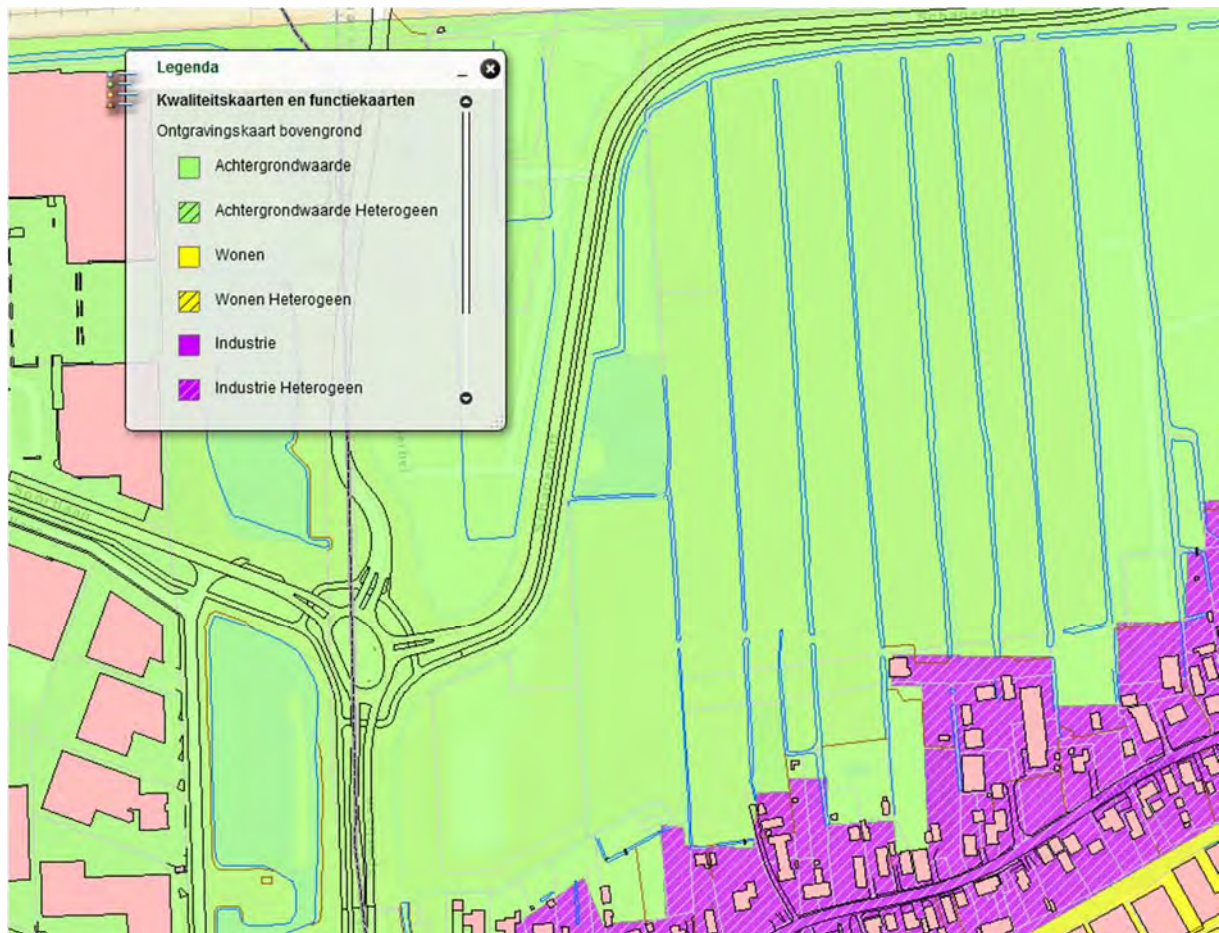 Legenda
Kwaliteitskaarten en functiekaarten
Ontgravingskaart bovengrond
Achtergrondwaarde
Achtergrondwaarde Heterogeen
Wonen
Wonen Heterogeen
Industrie
Industrie Heterogeen